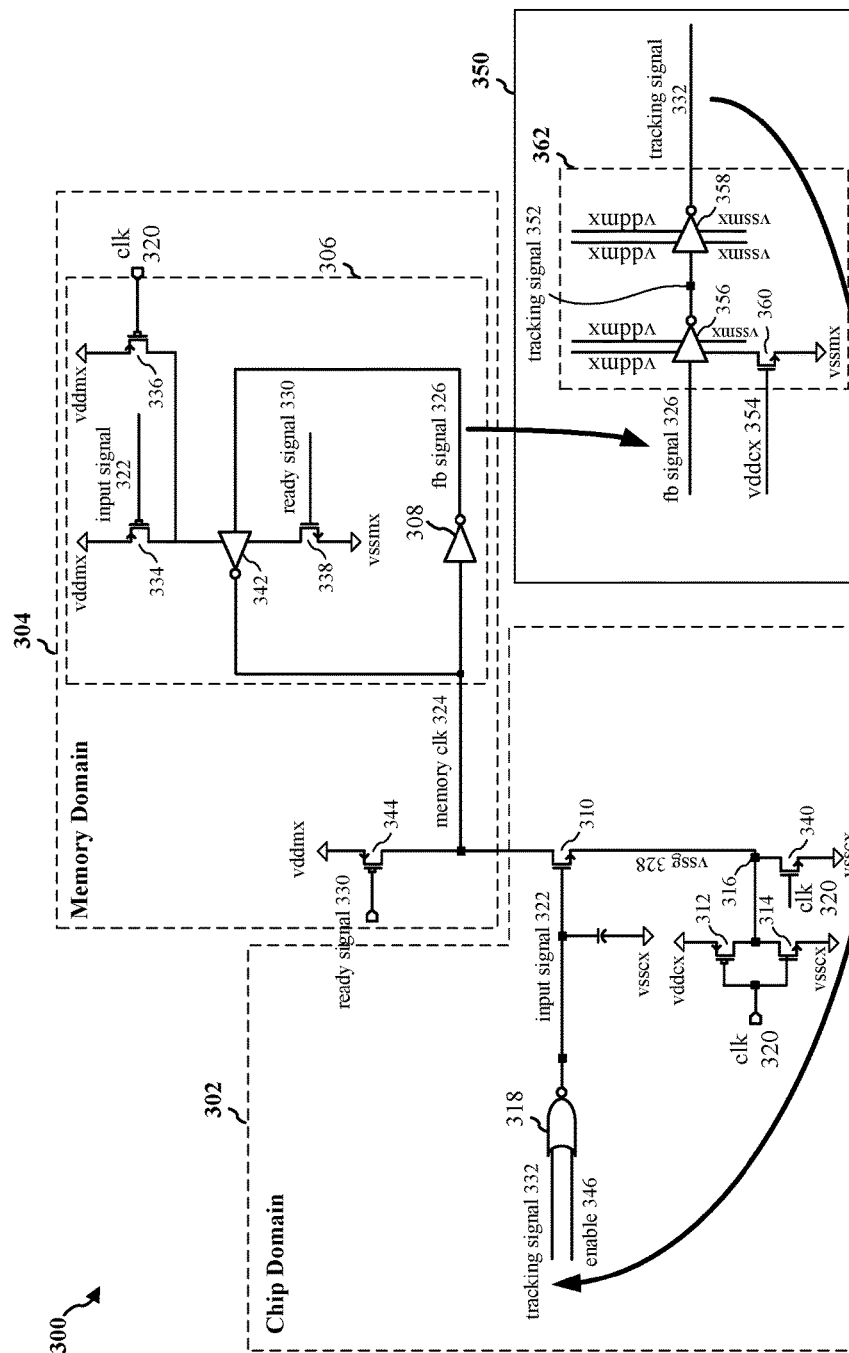 300
302
Chip Domain
tracking signal 332
enable 346
318
input signal 322
vsscx
clk
320
vddcx
312
314
vsscx
316
clk
320
340
vsscx
vssg 328
310
304
Memory Domain
vddmx
344
ready signal 330
memory clk 324
306
vddmx
334
input signal
322
vddmx
336
clk
320
342
ready signal 330
338
vssmx
308
fb signal 326
350
362
tracking signal 352
fb signal 326
vddcx 354
vddmx
vddmx
vssmx
356
360
vssmx
vddmx
vddmx
vssmx
vssmx
358
tracking signal
332